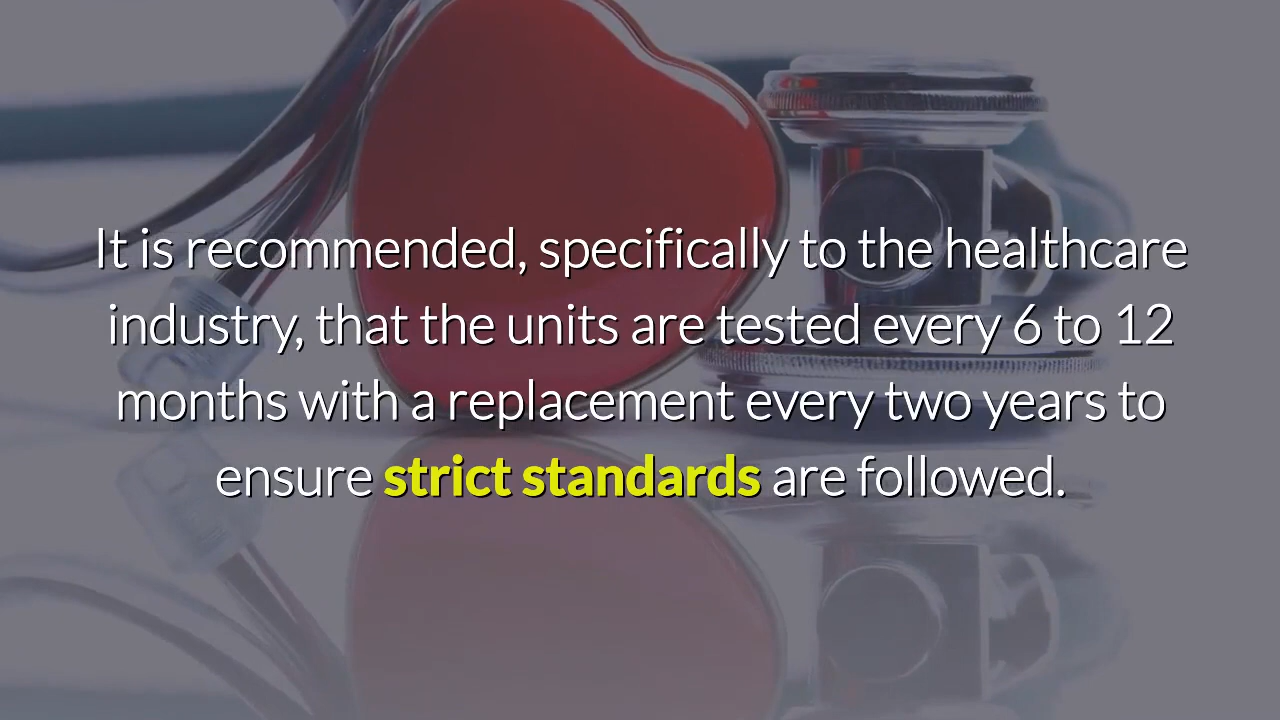 It is recommended, specifically to the healthcare
industry, that the units are tested every 6 to 12
months with a replacement every two years to
ensure strict standards are followed.